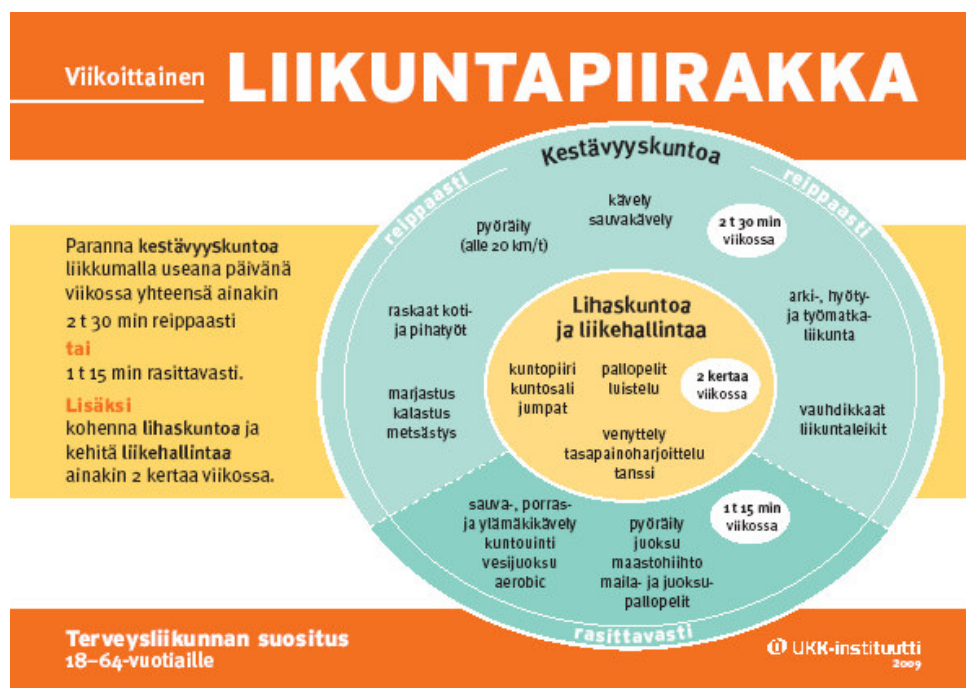 Viikoittainen LIIKUNTAPIIRAKKA
Paranna kestävyyskuntoa
liikkumalla useana päivänä
viikossa yhteensä ainakin
2 t 30 min reippaasti
tai
1 t 15 min rasittavasti.
Lisäksi
kohenna lihaskuntoa ja
kehitä liikehallintaa
ainakin 2 kertaa viikossa.
Kestävyyskuntoa
reippaasti
reippaasti
kävely
sauvakävely
2 t 30 min
viikossa
pyöräily
(alle 20 km/t)
raskaat koti-
ja pihatyöt
arki-, hyöty-
ja työmatka-
liikunta
marjastus
kalastus
metsästys
vauhdikkaat
liikuntaleikit
Lihaskuntoa
ja liikehallintaa
kuntopiiri
kuntosali
jumpat
pallopelit
luistelu
2 kertaa
viikossa
venyttely
tasapainoharjoittelu
tanssi
sauva-, porras-
ja ylämäkikävely
kuntouinti
vesijuoksu
aerobic
pyöräily
juoksu
maastohiihto
maila- ja juoksu-
pallopelit
1 t 15 min
viikossa
rasittavasti
Terveysliikunnan suositus
18–64-vuotiaille
UKK-instituutti
2009